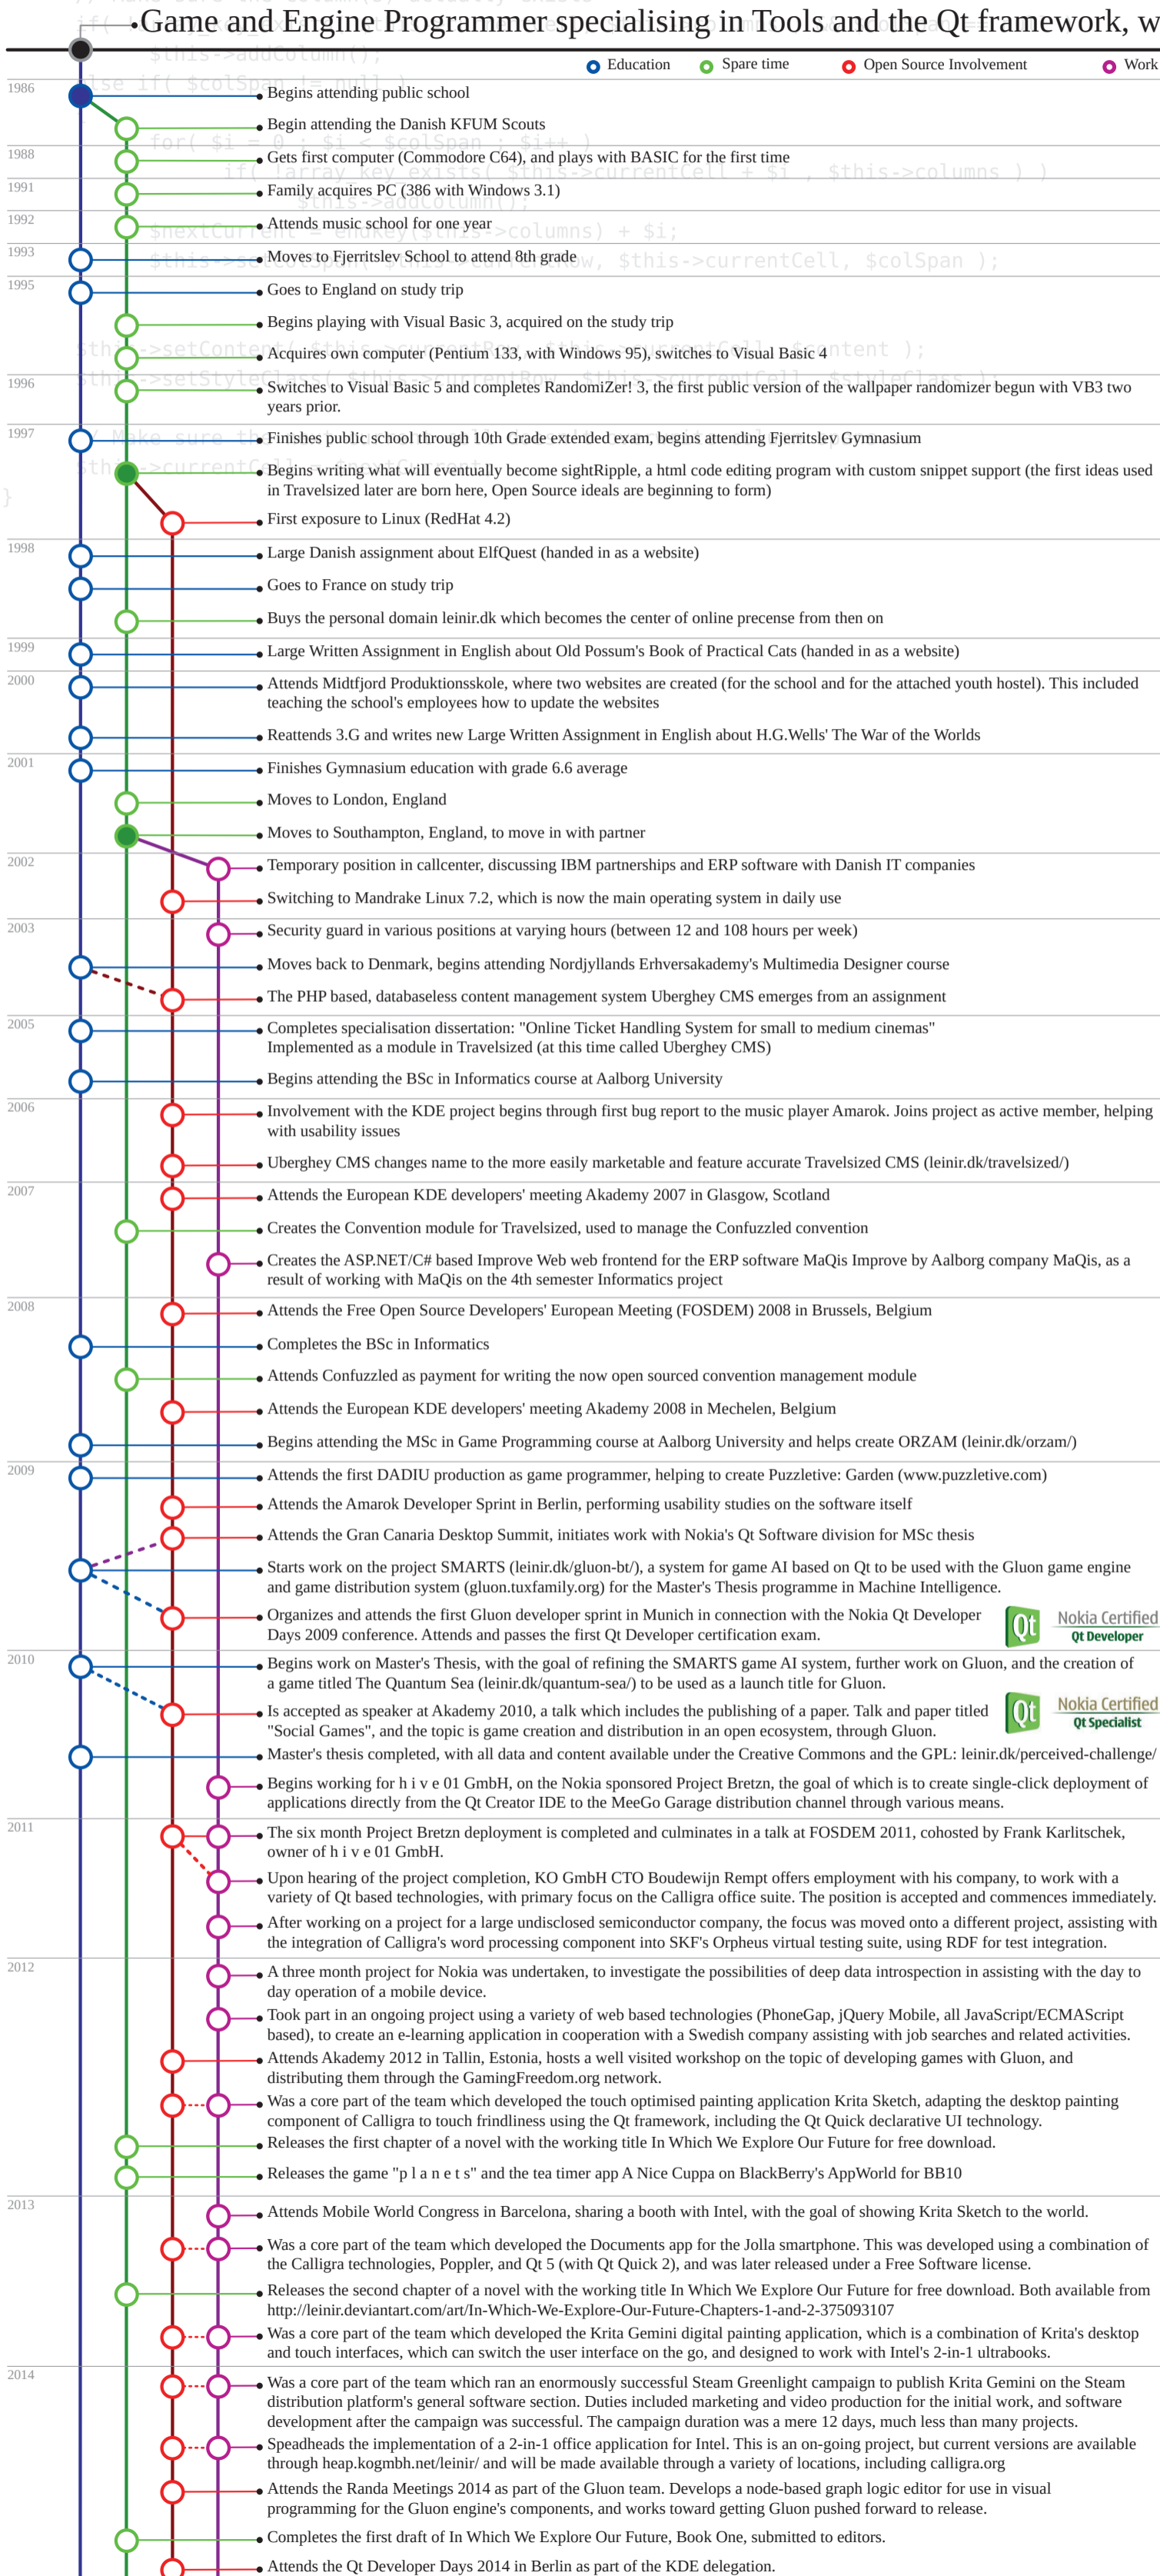 Game and Engine Programmer specialising in Tools and the Qt framework, w
Education
Spare time
Open Source Involvement
Work
1986
Begins attending public school
Begin attending the Danish KFUM Scouts
1988
Gets first computer (Commodore C64), and plays with BASIC for the first time
1991
Family acquires PC (386 with Windows 3.1)
1992
Attends music school for one year
1993
Moves to Fjerritslev School to attend 8th grade
1995
Goes to England on study trip
Begins playing with Visual Basic 3, acquired on the study trip
Acquires own computer (Pentium 133, with Windows 95), switches to Visual Basic 4
1996
Switches to Visual Basic 5 and completes RandomiZer! 3, the first public version of the wallpaper randomizer begun with VB3 two
years prior.
1997
Finishes public school through 10th Grade extended exam, begins attending Fjerritslev Gymnasium
Begins writing what will eventually become sightRipple, a html code editing program with custom snippet support (the first ideas used
in Travelsized later are born here, Open Source ideals are beginning to form)
First exposure to Linux (RedHat 4.2)
1998
Large Danish assignment about ElfQuest (handed in as a website)
Goes to France on study trip
Buys the personal domain leinir.dk which becomes the center of online precense from then on
1999
Large Written Assignment in English about Old Possum's Book of Practical Cats (handed in as a website)
2000
Attends Midtfjord Produktionsskole, where two websites are created (for the school and for the attached youth hostel). This included
teaching the school's employees how to update the websites
Reattends 3.G and writes new Large Written Assignment in English about H.G.Wells' The War of the Worlds
2001
Finishes Gymnasium education with grade 6.6 average
Moves to London, England
Moves to Southampton, England, to move in with partner
2002
Temporary position in callcenter, discussing IBM partnerships and ERP software with Danish IT companies
Switching to Mandrake Linux 7.2, which is now the main operating system in daily use
2003
Security guard in various positions at varying hours (between 12 and 108 hours per week)
Moves back to Denmark, begins attending Nordjyllands Erhversakademy's Multimedia Designer course
The PHP based, databaseless content management system Uberghey CMS emerges from an assignment
2005
Completes specialisation dissertation: "Online Ticket Handling System for small to medium cinemas"
Implemented as a module in Travelsized (at this time called Uberghey CMS)
Begins attending the BSc in Informatics course at Aalborg University
2006
Involvement with the KDE project begins through first bug report to the music player Amarok. Joins project as active member, helping
with usability issues
Uberghey CMS changes name to the more easily marketable and feature accurate Travelsized CMS (leinir.dk/travelsized/)
2007
Attends the European KDE developers' meeting Akademy 2007 in Glasgow, Scotland
Creates the Convention module for Travelsized, used to manage the Confuzzled convention
Creates the ASP.NET/C# based Improve Web web frontend for the ERP software MaQis Improve by Aalborg company MaQis, as a
result of working with MaQis on the 4th semester Informatics project
2008
Attends the Free Open Source Developers' European Meeting (FOSDEM) 2008 in Brussels, Belgium
Completes the BSc in Informatics
Attends Confuzzled as payment for writing the now open sourced convention management module
Attends the European KDE developers' meeting Akademy 2008 in Mechelen, Belgium
Begins attending the MSc in Game Programming course at Aalborg University and helps create ORZAM (leinir.dk/orzam/)
2009
Attends the first DADIU production as game programmer, helping to create Puzzletive: Garden (www.puzzletive.com)
Attends the Amarok Developer Sprint in Berlin, performing usability studies on the software itself
Attends the Gran Canaria Desktop Summit, initiates work with Nokia's Qt Software division for MSc thesis
Starts work on the project SMARTS (leinir.dk/gluon-bt/), a system for game AI based on Qt to be used with the Gluon game engine
and game distribution system (gluon.tuxfamily.org) for the Master's Thesis programme in Machine Intelligence.
Organizes and attends the first Gluon developer sprint in Munich in connection with the Nokia Qt Developer
Days 2009 conference. Attends and passes the first Qt Developer certification exam.
Qt
Nokia Certified
Qt Developer
2010
Begins work on Master's Thesis, with the goal of refining the SMARTS game AI system, further work on Gluon, and the creation of
a game titled The Quantum Sea (leinir.dk/quantum-sea/) to be used as a launch title for Gluon.
Is accepted as speaker at Akademy 2010, a talk which includes the publishing of a paper. Talk and paper titled
"Social Games", and the topic is game creation and distribution in an open ecosystem, through Gluon.
Qt
Nokia Certified
Qt Specialist
Master's thesis completed, with all data and content available under the Creative Commons and the GPL: leinir.dk/perceived-challenge/
Begins working for h i v e 01 GmbH, on the Nokia sponsored Project Bretzn, the goal of which is to create single-click deployment of
applications directly from the Qt Creator IDE to the MeeGo Garage distribution channel through various means.
2011
The six month Project Bretzn deployment is completed and culminates in a talk at FOSDEM 2011, cohosted by Frank Karlitschek,
owner of h i v e 01 GmbH.
Upon hearing of the project completion, KO GmbH CTO Boudewijn Rempt offers employment with his company, to work with a
variety of Qt based technologies, with primary focus on the Calligra office suite. The position is accepted and commences immediately.
After working on a project for a large undisclosed semiconductor company, the focus was moved onto a different project, assisting with
the integration of Calligra's word processing component into SKF's Orpheus virtual testing suite, using RDF for test integration.
2012
A three month project for Nokia was undertaken, to investigate the possibilities of deep data introspection in assisting with the day to
day operation of a mobile device.
Took part in an ongoing project using a variety of web based technologies (PhoneGap, jQuery Mobile, all JavaScript/ECMAScript
based), to create an e-learning application in cooperation with a Swedish company assisting with job searches and related activities.
Attends Akademy 2012 in Tallin, Estonia, hosts a well visited workshop on the topic of developing games with Gluon, and
distributing them through the GamingFreedom.org network.
Was a core part of the team which developed the touch optimised painting application Krita Sketch, adapting the desktop painting
component of Calligra to touch frindliness using the Qt framework, including the Qt Quick declarative UI technology.
Releases the first chapter of a novel with the working title In Which We Explore Our Future for free download.
Releases the game "p l a n e t s" and the tea timer app A Nice Cuppa on BlackBerry's AppWorld for BB10
2013
Attends Mobile World Congress in Barcelona, sharing a booth with Intel, with the goal of showing Krita Sketch to the world.
Was a core part of the team which developed the Documents app for the Jolla smartphone. This was developed using a combination of
the Calligra technologies, Poppler, and Qt 5 (with Qt Quick 2), and was later released under a Free Software license.
Releases the second chapter of a novel with the working title In Which We Explore Our Future for free download. Both available from
http://leinir.deviantart.com/art/In-Which-We-Explore-Our-Future-Chapters-1-and-2-375093107
Was a core part of the team which developed the Krita Gemini digital painting application, which is a combination of Krita's desktop
and touch interfaces, which can switch the user interface on the go, and designed to work with Intel's 2-in-1 ultrabooks.
2014
Was a core part of the team which ran an enormously successful Steam Greenlight campaign to publish Krita Gemini on the Steam
distribution platform's general software section. Duties included marketing and video production for the initial work, and software
development after the campaign was successful. The campaign duration was a mere 12 days, much less than many projects.
Speadheads the implementation of a 2-in-1 office application for Intel. This is an on-going project, but current versions are available
through heap.kogmbh.net/leinir/ and will be made available through a variety of locations, including calligra.org
Attends the Randa Meetings 2014 as part of the Gluon team. Develops a node-based graph logic editor for use in visual
programming for the Gluon engine's components, and works toward getting Gluon pushed forward to release.
Completes the first draft of In Which We Explore Our Future, Book One, submitted to editors.
Attends the Qt Developer Days 2014 in Berlin as part of the KDE delegation.